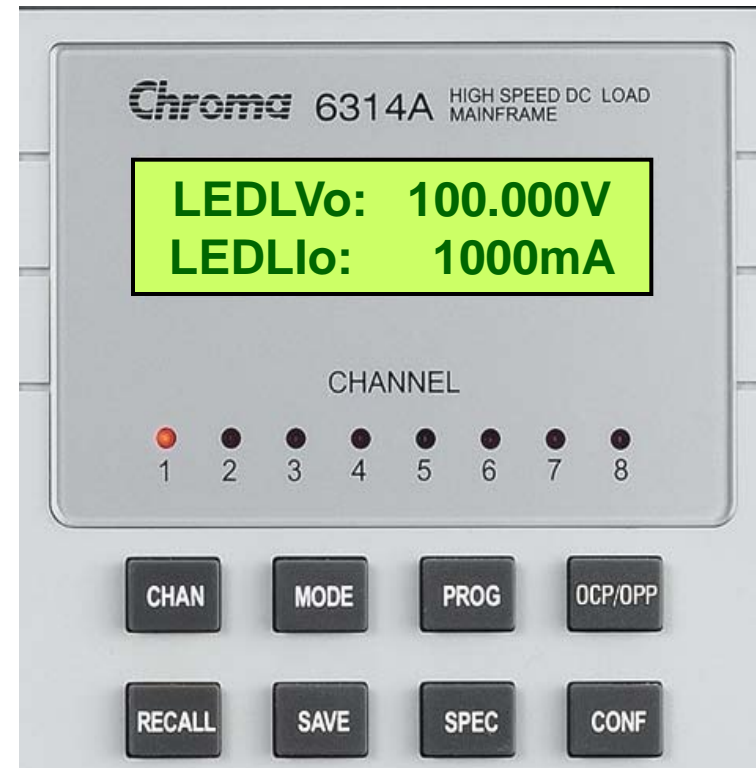 Chroma 6314A HIGH SPEED DC LOAD
MAINFRAME
LEDLVo: 100.000V
LEDLIo: 1000mA
CHANNEL
1 2 3 4 5 6 7 8
CHAN MODE PROG OCP/OPP
RECALL SAVE SPEC CONF